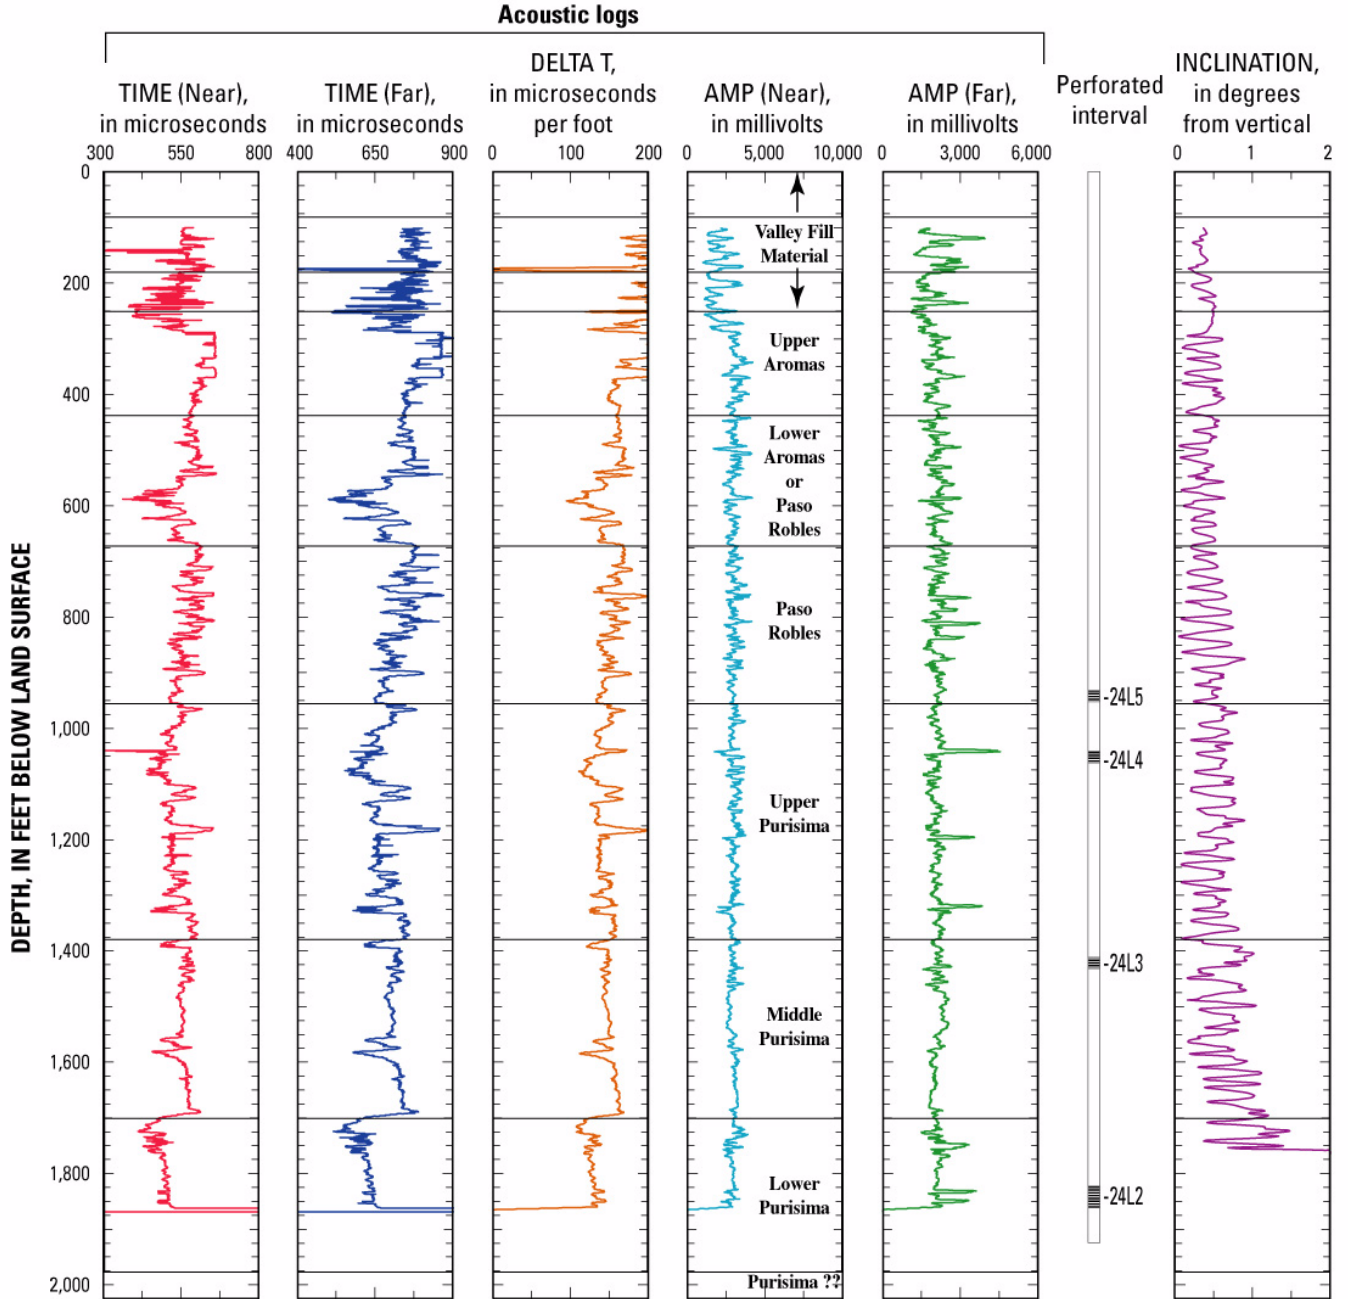 Acoustic logs
TIME (Near),
in microseconds
TIME (Far),
in microseconds
DELTA T,
in microseconds
per foot
AMP (Near),
in millivolts
AMP (Far),
in millivolts
Perforated
interval
INCLINATION,
in degrees
from vertical
300 550 800
400 650 900
0 100 200
0 5,000 10,000
0 3,000 6,000
0 1 2
DEPTH, IN FEET BELOW LAND SURFACE
0
200
400
600
800
1,000
1,200
1,400
1,600
1,800
2,000
Valley Fill
Material
Upper
Aromas
Lower
Aromas
or
Paso
Robles
Paso
Robles
Upper
Purisima
Middle
Purisima
Lower
Purisima
Purisima ??
-24L5
-24L4
-24L3
-24L2